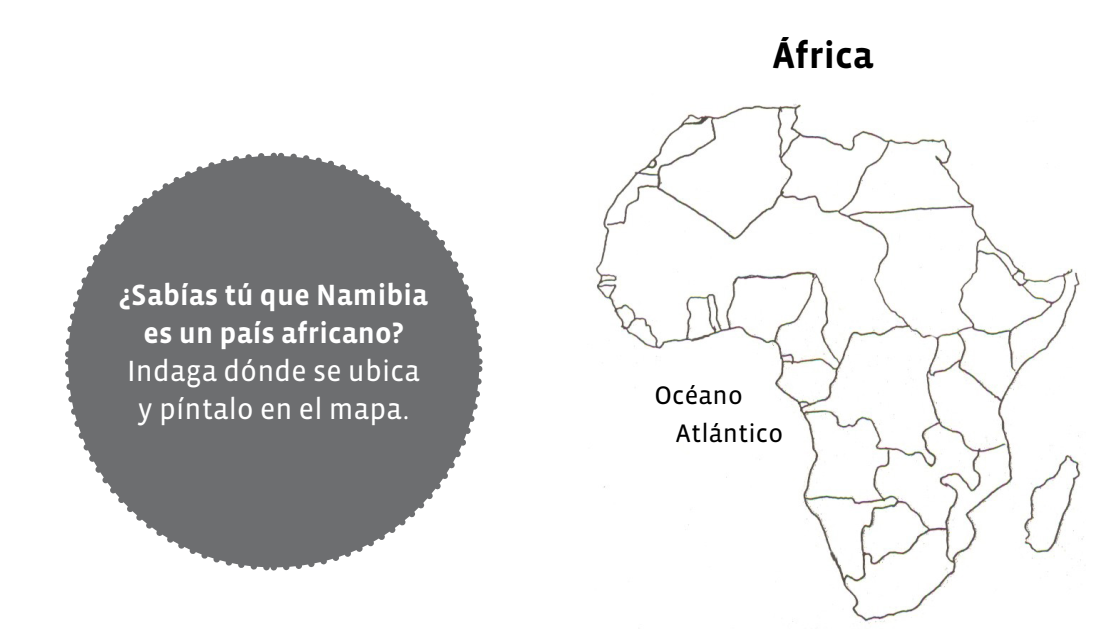 África
¿Sabías tú que Namibia
es un país africano?
Indaga dónde se ubica
y píntalo en el mapa.
Océano
Atlántico